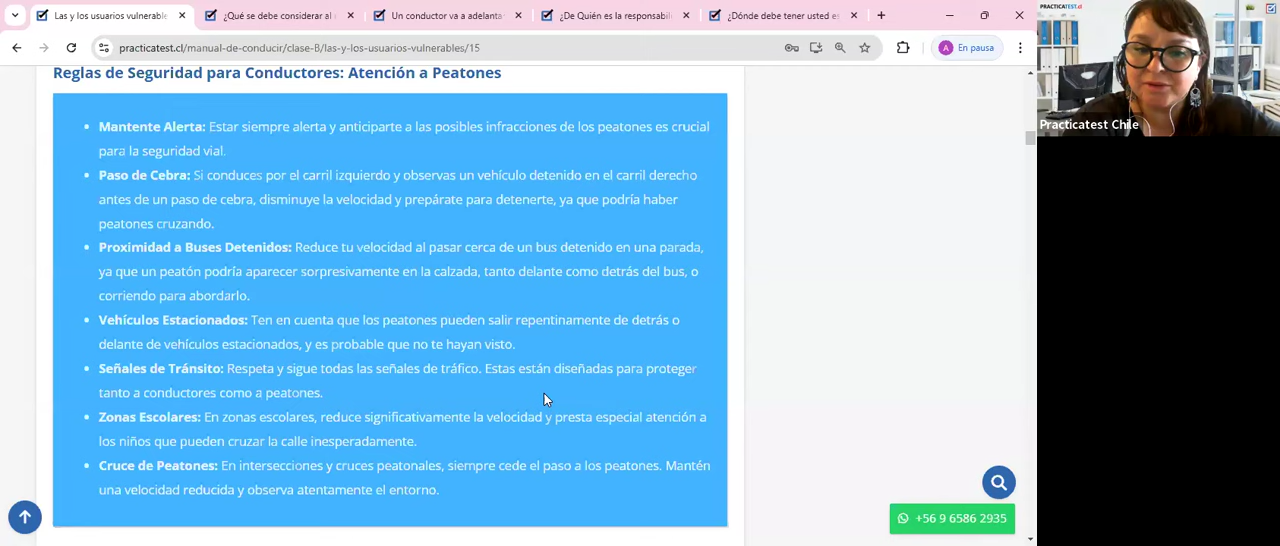 Las y los usuarios vulnerable
¿Qué se debe considerar al
Un conductor va a adelanta
¿De Quién es la responsabil
¿Dónde debe tener usted es
practicatest.cl/manual-de-conducir/clase-B/las-y-los-usuarios-vulnerables/15
A En pausa
PRACTICATEST.cl
Practicatest Chile
Reglas de Seguridad para Conductores: Atención a Peatones
Mantente Alerta: Estar siempre alerta y anticiparte a las posibles infracciones de los peatones es crucial
para la seguridad vial.
Paso de Cebra: Si conduces por el carril izquierdo y observas un vehículo detenido en el carril derecho
antes de un paso de cebra, disminuye la velocidad y prepárate para detenerte, ya que podría haber
peatones cruzando.
Proximidad a Buses Detenidos: Reduce tu velocidad al pasar cerca de un bus detenido en una parada,
ya que un peatón podría aparecer sorpresivamente en la calzada, tanto delante como detrás del bus, o
corriendo para abordarlo.
Vehículos Estacionados: Ten en cuenta que los peatones pueden salir repentinamente de detrás o
delante de vehículos estacionados, y es probable que no te hayan visto.
Señales de Tránsito: Respeta y sigue todas las señales de tráfico. Estas están diseñadas para proteger
tanto a conductores como a peatones.
Zonas Escolares: En zonas escolares, reduce significativamente la velocidad y presta especial atención a
los niños que pueden cruzar la calle inesperadamente.
Cruce de Peatones: En intersecciones y cruces peatonales, siempre cede el paso a los peatones. Mantén
una velocidad reducida y observa atentamente el entorno.
+56 9 6586 2935